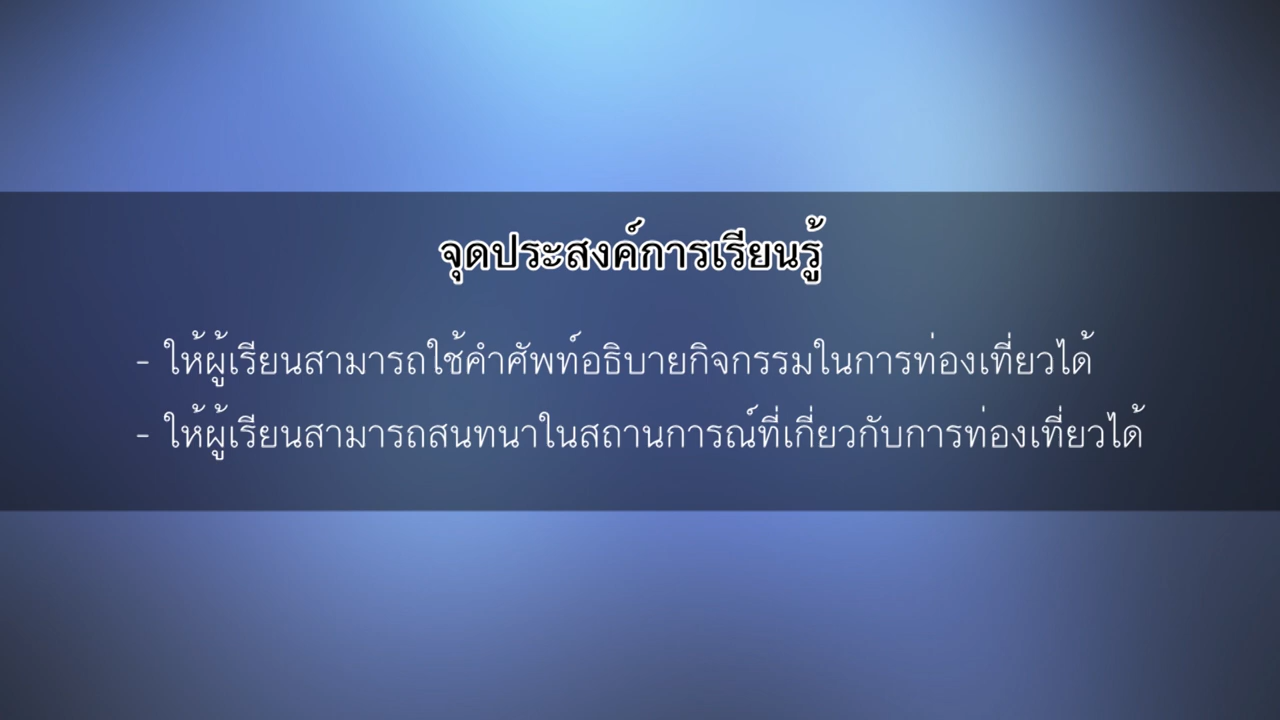 จุดประสงค์การเรียนรู้
- ให้ผู้เรียนสามารถใช้คำศัพท์อธิบายกิจกรรมในการท่องเที่ยวได้
- ให้ผู้เรียนสามารถสนทนาในสถานการณ์ที่เกี่ยวกับการท่องเที่ยวได้